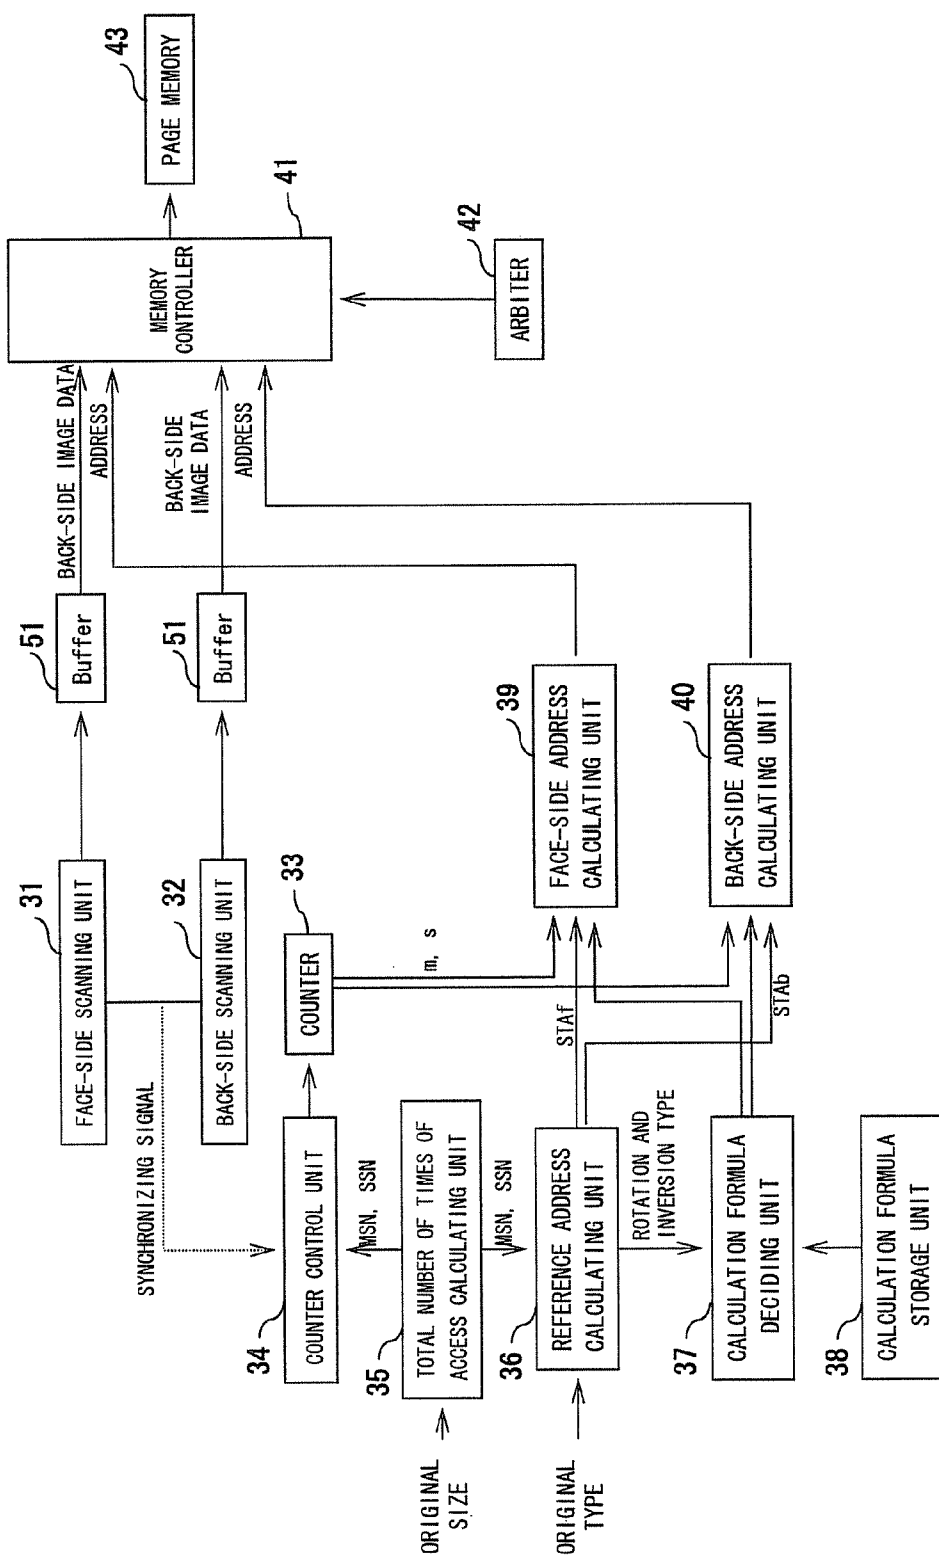 31
FACE-SIDE SCANNING UNIT
51
Buffer
BACK-SIDE IMAGE DATA
ADDRESS
43
PAGE MEMORY
SYNCHRONIZING SIGNAL
32
BACK-SIDE SCANNING UNIT
51
Buffer
BACK-SIDE
IMAGE DATA
ADDRESS
MEMORY
CONTROLLER
41
34
COUNTER CONTROL UNIT
33
COUNTER
MSN, SSN
m, s
42
ARBITER
ORIGINAL
SIZE
35
TOTAL NUMBER OF TIMES OF
ACCESS CALCULATING UNIT
MSN, SSN
ORIGINAL
TYPE
36
REFERENCE ADDRESS
CALCULATING UNIT
STAf
39
FACE-SIDE ADDRESS
CALCULATING UNIT
ROTATION AND
INVERSION TYPE
37
CALCULATION FORMULA
DECIDING UNIT
STAb
40
BACK-SIDE ADDRESS
CALCULATING UNIT
38
CALCULATION FORMULA
STORAGE UNIT